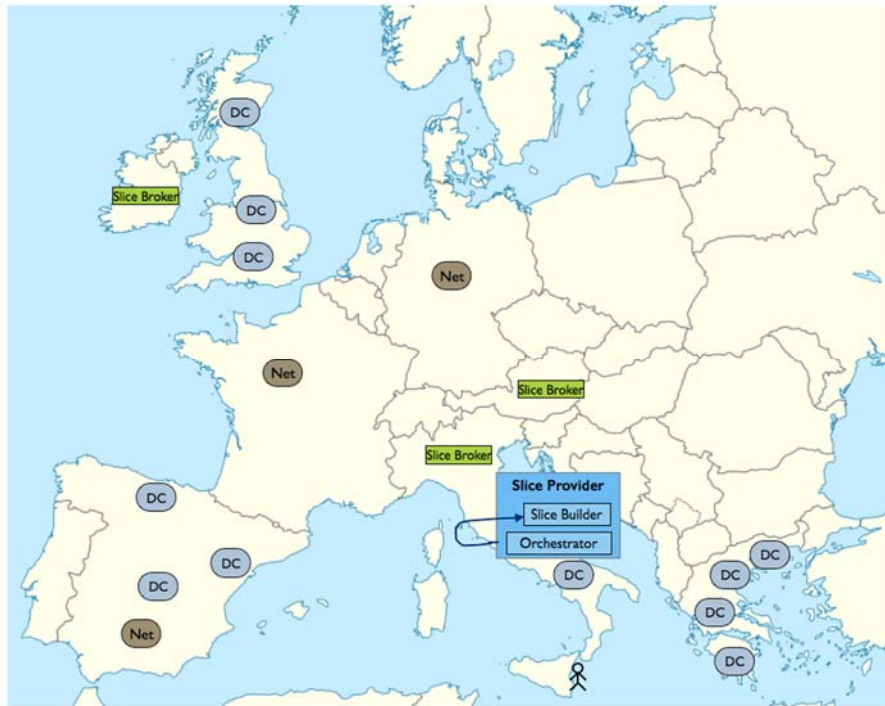 DC
Slice Broker
DC
DC
Net
Net
Slice Broker
Slice Broker
Slice Provider
Slice Builder
Orchestrator
DC
DC
DC
DC
DC
DC
DC
Net
DC